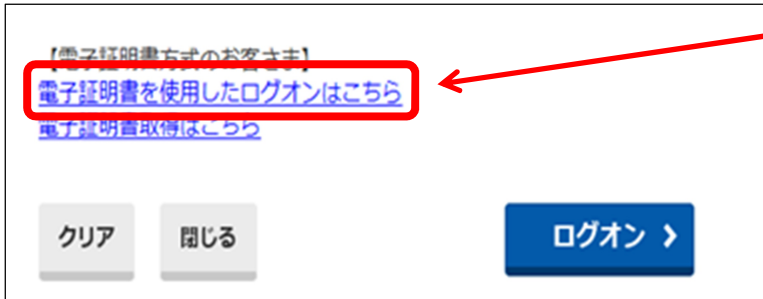 【電子証明書方式のお客さま】
電子証明書を使用したログオンはこちら
電子証明書取得はこちら
クリア 閉じる ログオン